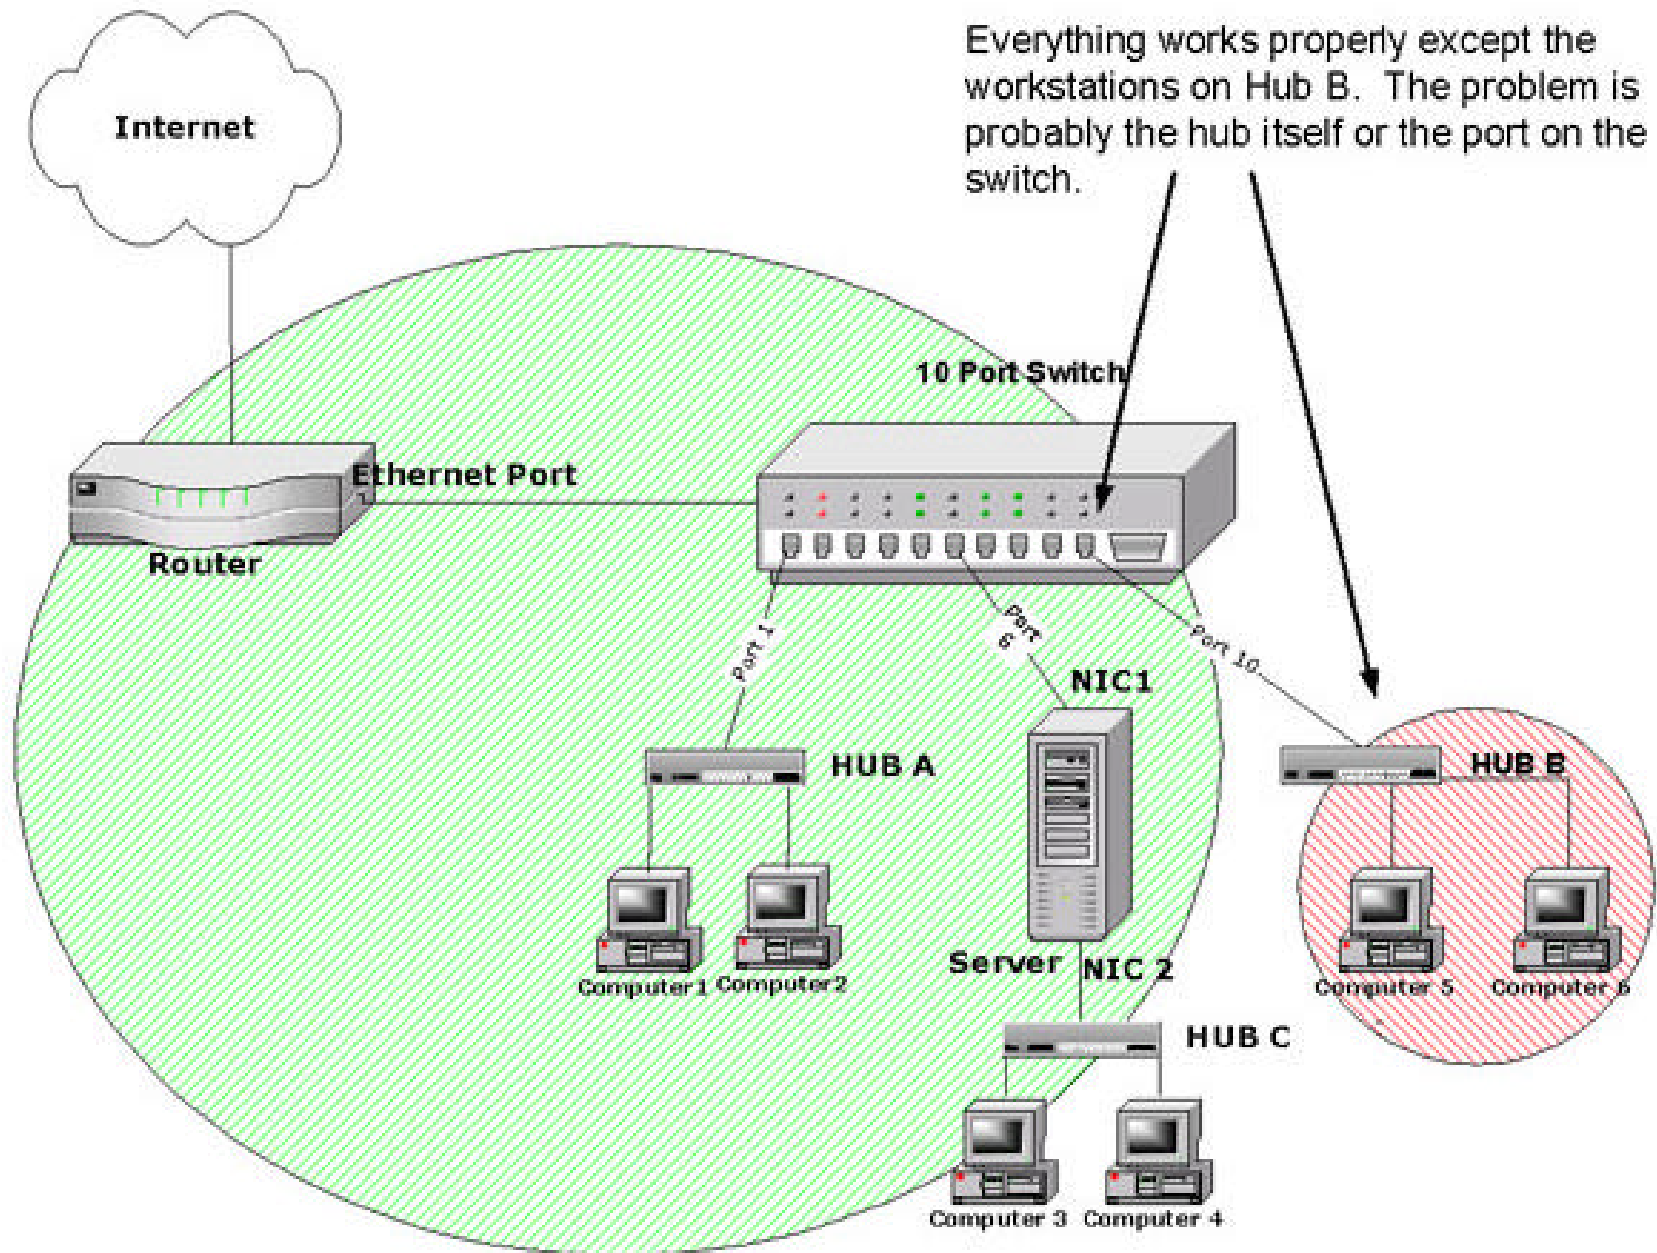 Everything works properly except the
workstations on Hub B. The problem is
probably the hub itself or the port on the
switch.
Internet
10 Port Switch
Ethernet Port
Router
Port 1
Port
6
Port 10
NIC1
HUB A
HUB B
Server
NIC 2
Computer1
Computer2
Computer 5
Computer 6
HUB C
Computer 3
Computer 4